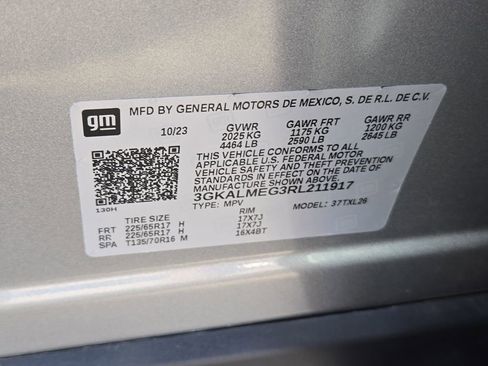 gm
MFD BY GENERAL MOTORS DE MEXICO, S. DE R.L. DE C.V.
10/23 GVWR GAWR FRT GAWR RR
2025 KG 1175 KG 1200 KG
4464 LB 2590 LB 2645 LB
THIS VEHICLE CONFORMS TO ALL
APPLICABLE U.S. FEDERAL MOTOR
VEHICLE SAFETY AND THEFT PREVENTION
STANDARDS IN EFFECT ON THE DATE OF
MANUFACTURE SHOWN ABOVE.
3GKALMEG3RL211917
130H TYPE: MPV MODEL: 37TXL26
TIRE SIZE RIM
FRT 225/65R17 H 17X7J
RR 225/65R17 H 17X7J
SPA T135/70R16 M 16X4BT